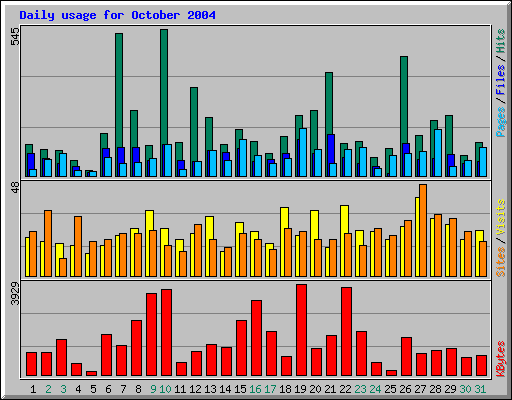 Daily usage for October 2004
545
Pages / Files / Hits
48
Sites / Visits
3929
KBytes
1 2 3 4 5 6 7 8 9 10 11 12 13 14 15 16 17 18 19 20 21 22 23 24 25 26 27 28 29 30 31